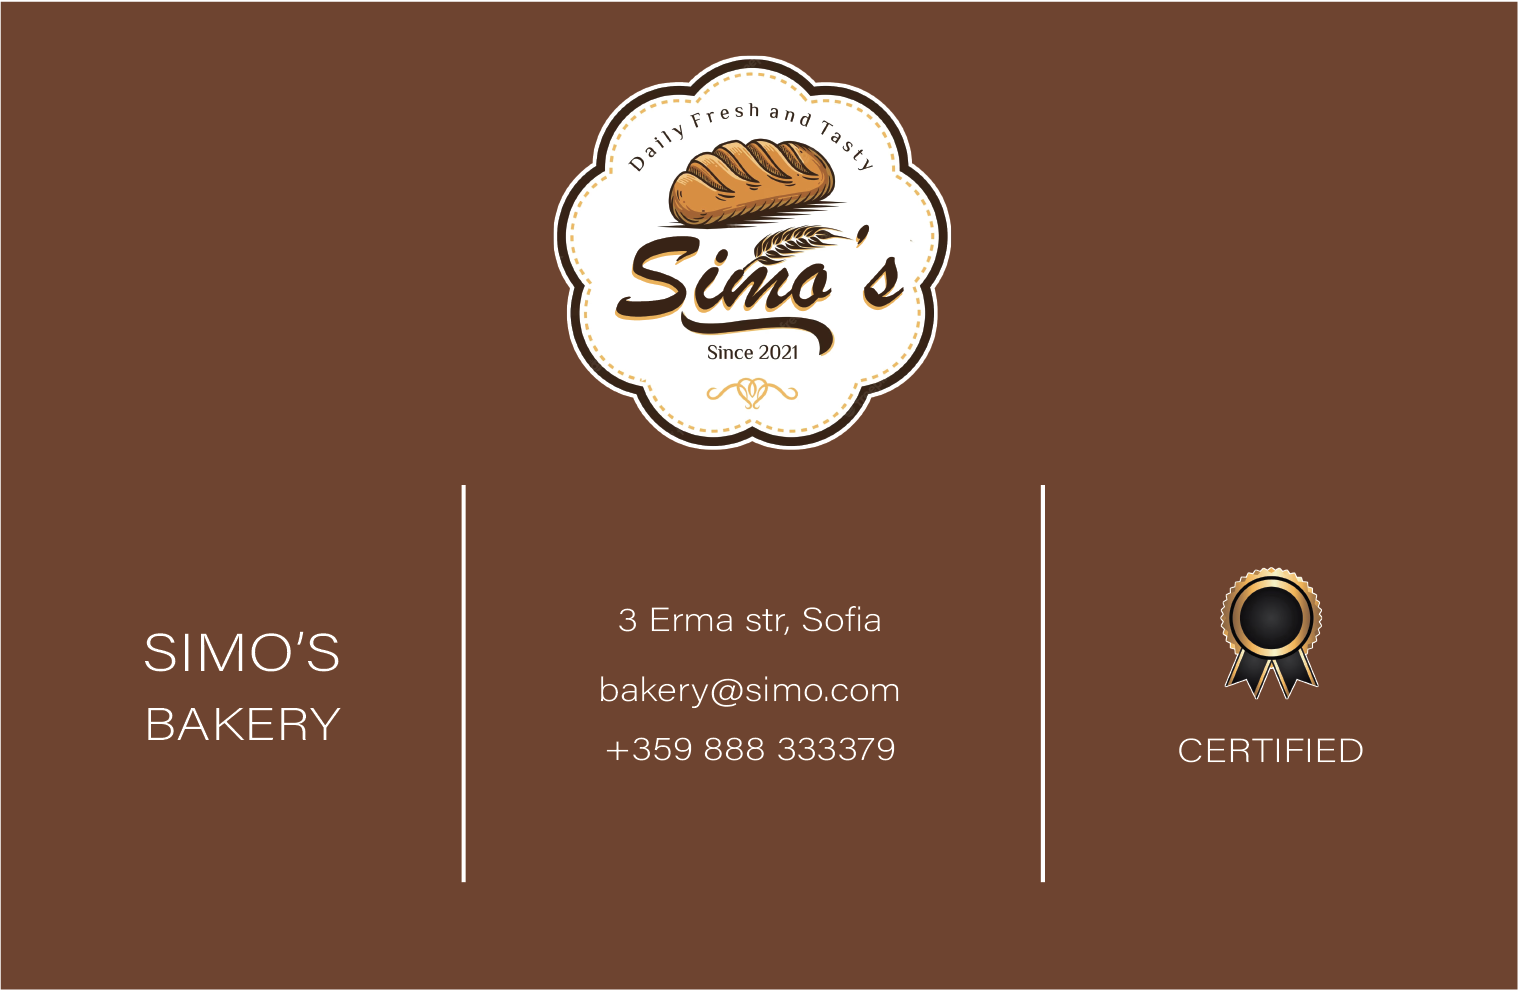 Daily Fresh and Tasty
Simo's
Since 2021
SIMO'S
BAKERY
3 Erma str, Sofia
bakery@simo.com
+359 888 333379
CERTIFIED